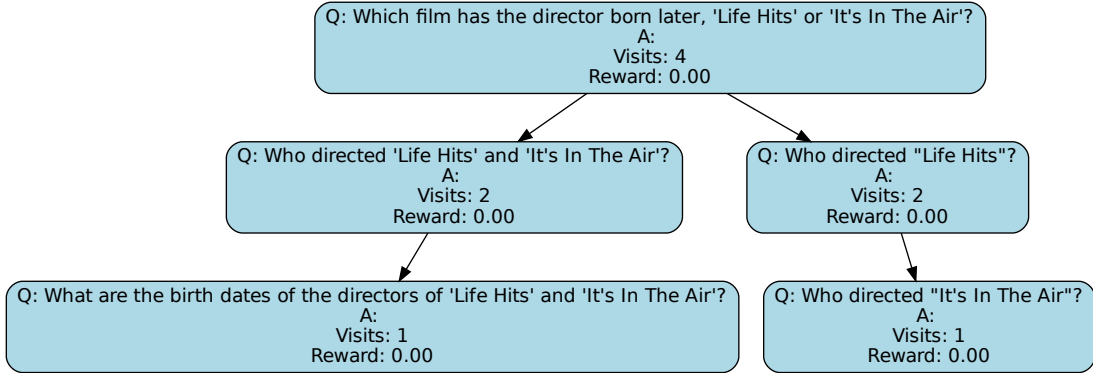 Q: Which film has the director born later, 'Life Hits' or 'It's In The Air'?
A:
Visits: 4
Reward: 0.00
Q: Who directed 'Life Hits' and 'It's In The Air'?
A:
Visits: 2
Reward: 0.00
Q: Who directed "Life Hits"?
A:
Visits: 2
Reward: 0.00
Q: What are the birth dates of the directors of 'Life Hits' and 'It's In The Air'?
A:
Visits: 1
Reward: 0.00
Q: Who directed "It's In The Air"?
A:
Visits: 1
Reward: 0.00